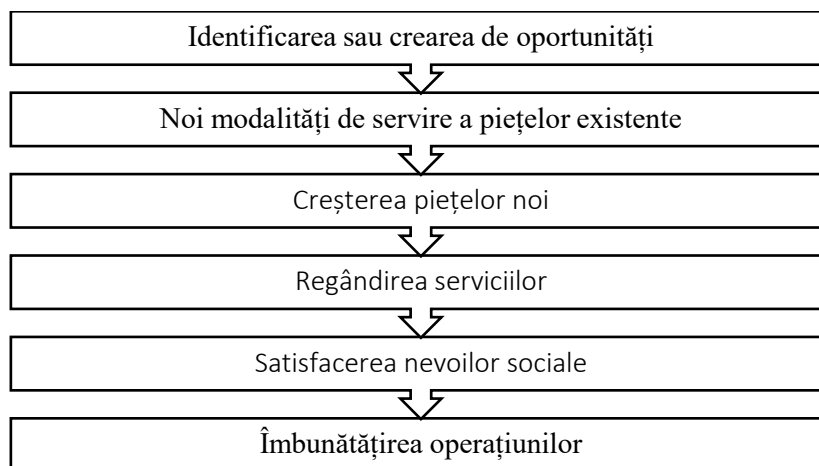 Identificarea sau crearea de oportunități
Noi modalități de servire a piețelor existente
Creșterea piețelor noi
Regândirea serviciilor
Satisfacerea nevoilor sociale
Îmbunătățirea operațiunilor